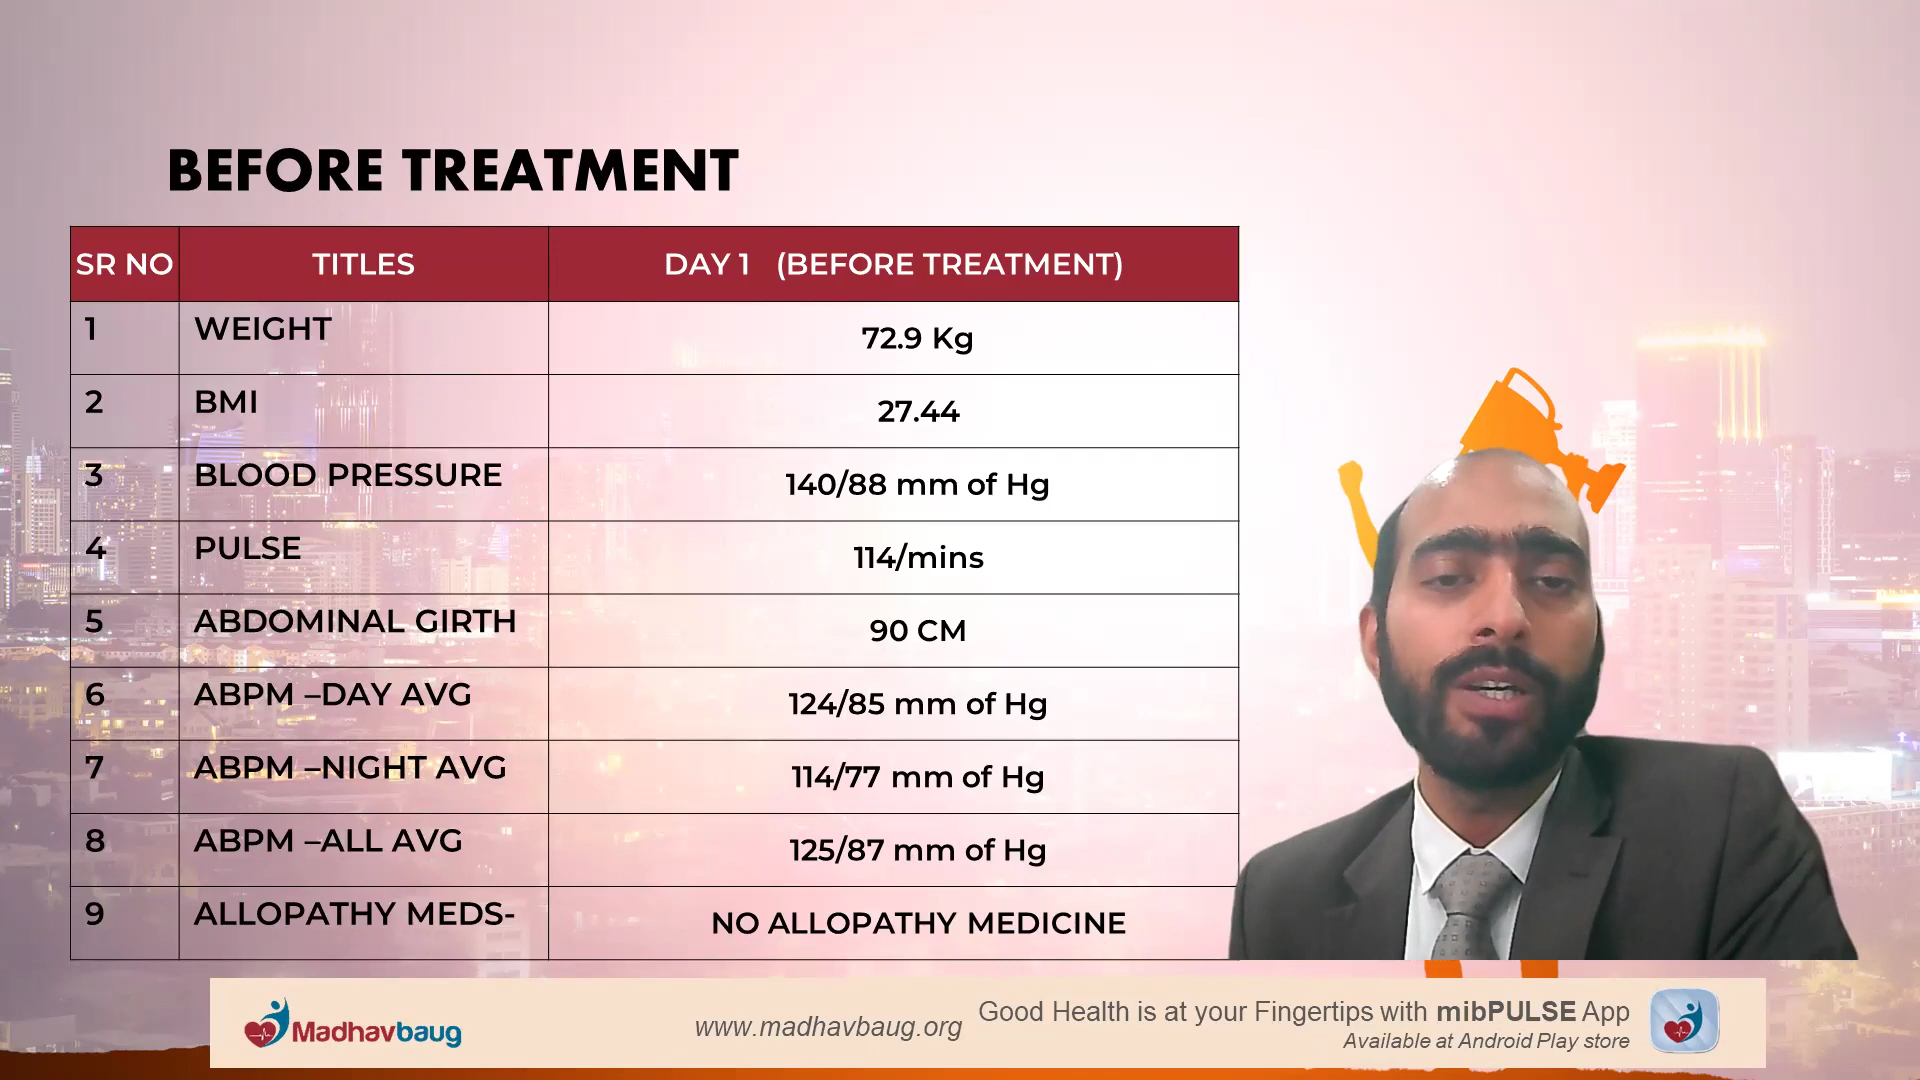 BEFORE TREATMENT
SR NO TITLES DAY 1 (BEFORE TREATMENT)
1 WEIGHT 72.9 Kg
2 BMI 27.44
3 BLOOD PRESSURE 140/88 mm of Hg
4 PULSE 114/mins
5 ABDOMINAL GIRTH 90 CM
6 ABPM –DAY AVG 124/85 mm of Hg
7 ABPM –NIGHT AVG 114/77 mm of Hg
8 ABPM –ALL AVG 125/87 mm of Hg
9 ALLOPATHY MEDS- NO ALLOPATHY MEDICINE
Madhavbaug
www.madhavbaug.org
Good Health is at your Fingertips with mibPULSE App
Available at Android Play store